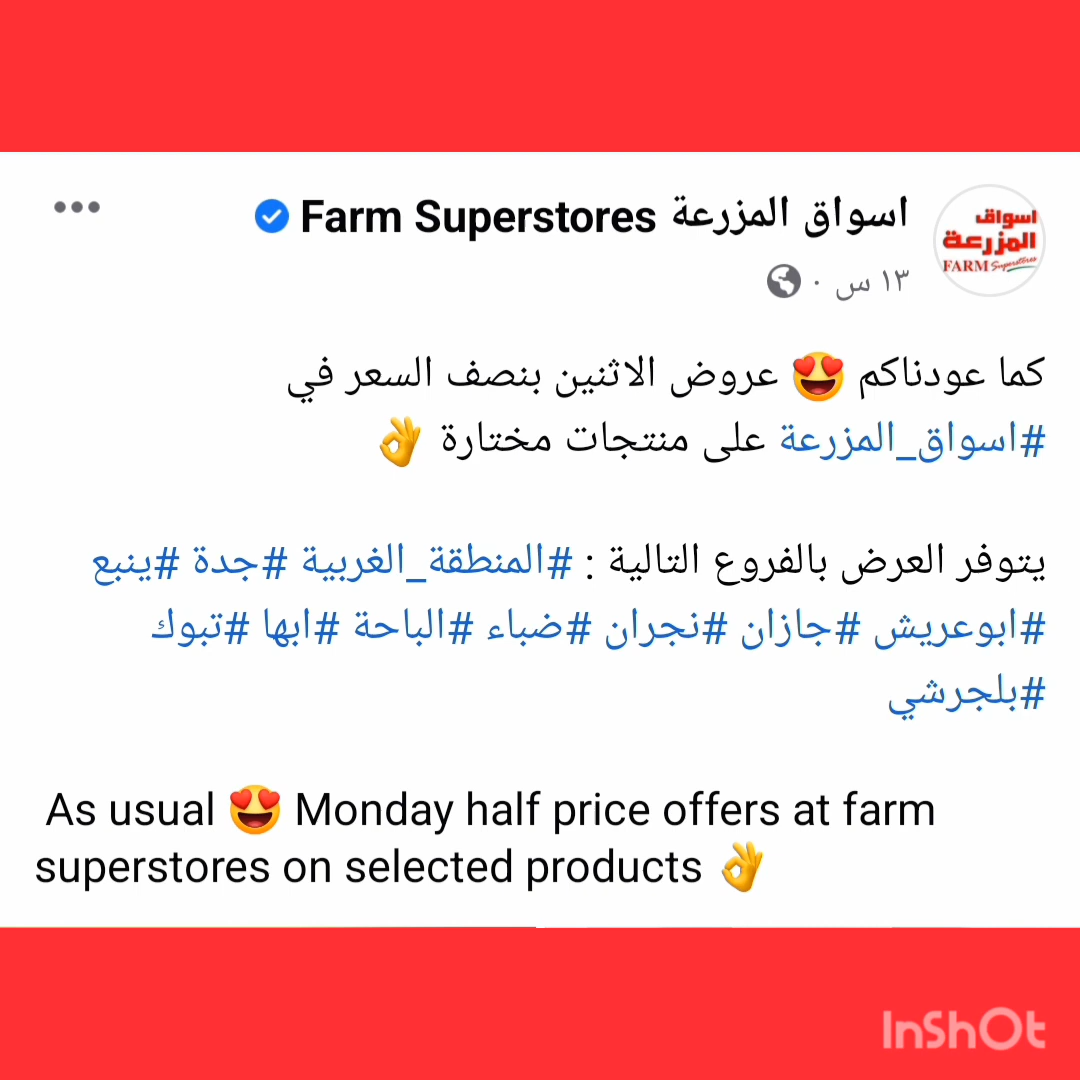 اسواق المزرعة Farm Superstores
اسواق
المزرعة
FARM Superstores
١٣ س ·
كما عودناكم 😍 عروض الاثنين بنصف السعر في
#اسواق_المزرعة على منتجات مختارة 👌
يتوفر العرض بالفروع التالية : #المنطقة_الغربية #جدة #ينبع
#ابوعريش #جازان #نجران #ضباء #الباحة #ابها #تبوك
#بلجرشي
As usual 😍 Monday half price offers at farm
superstores on selected products 👌
InShOt